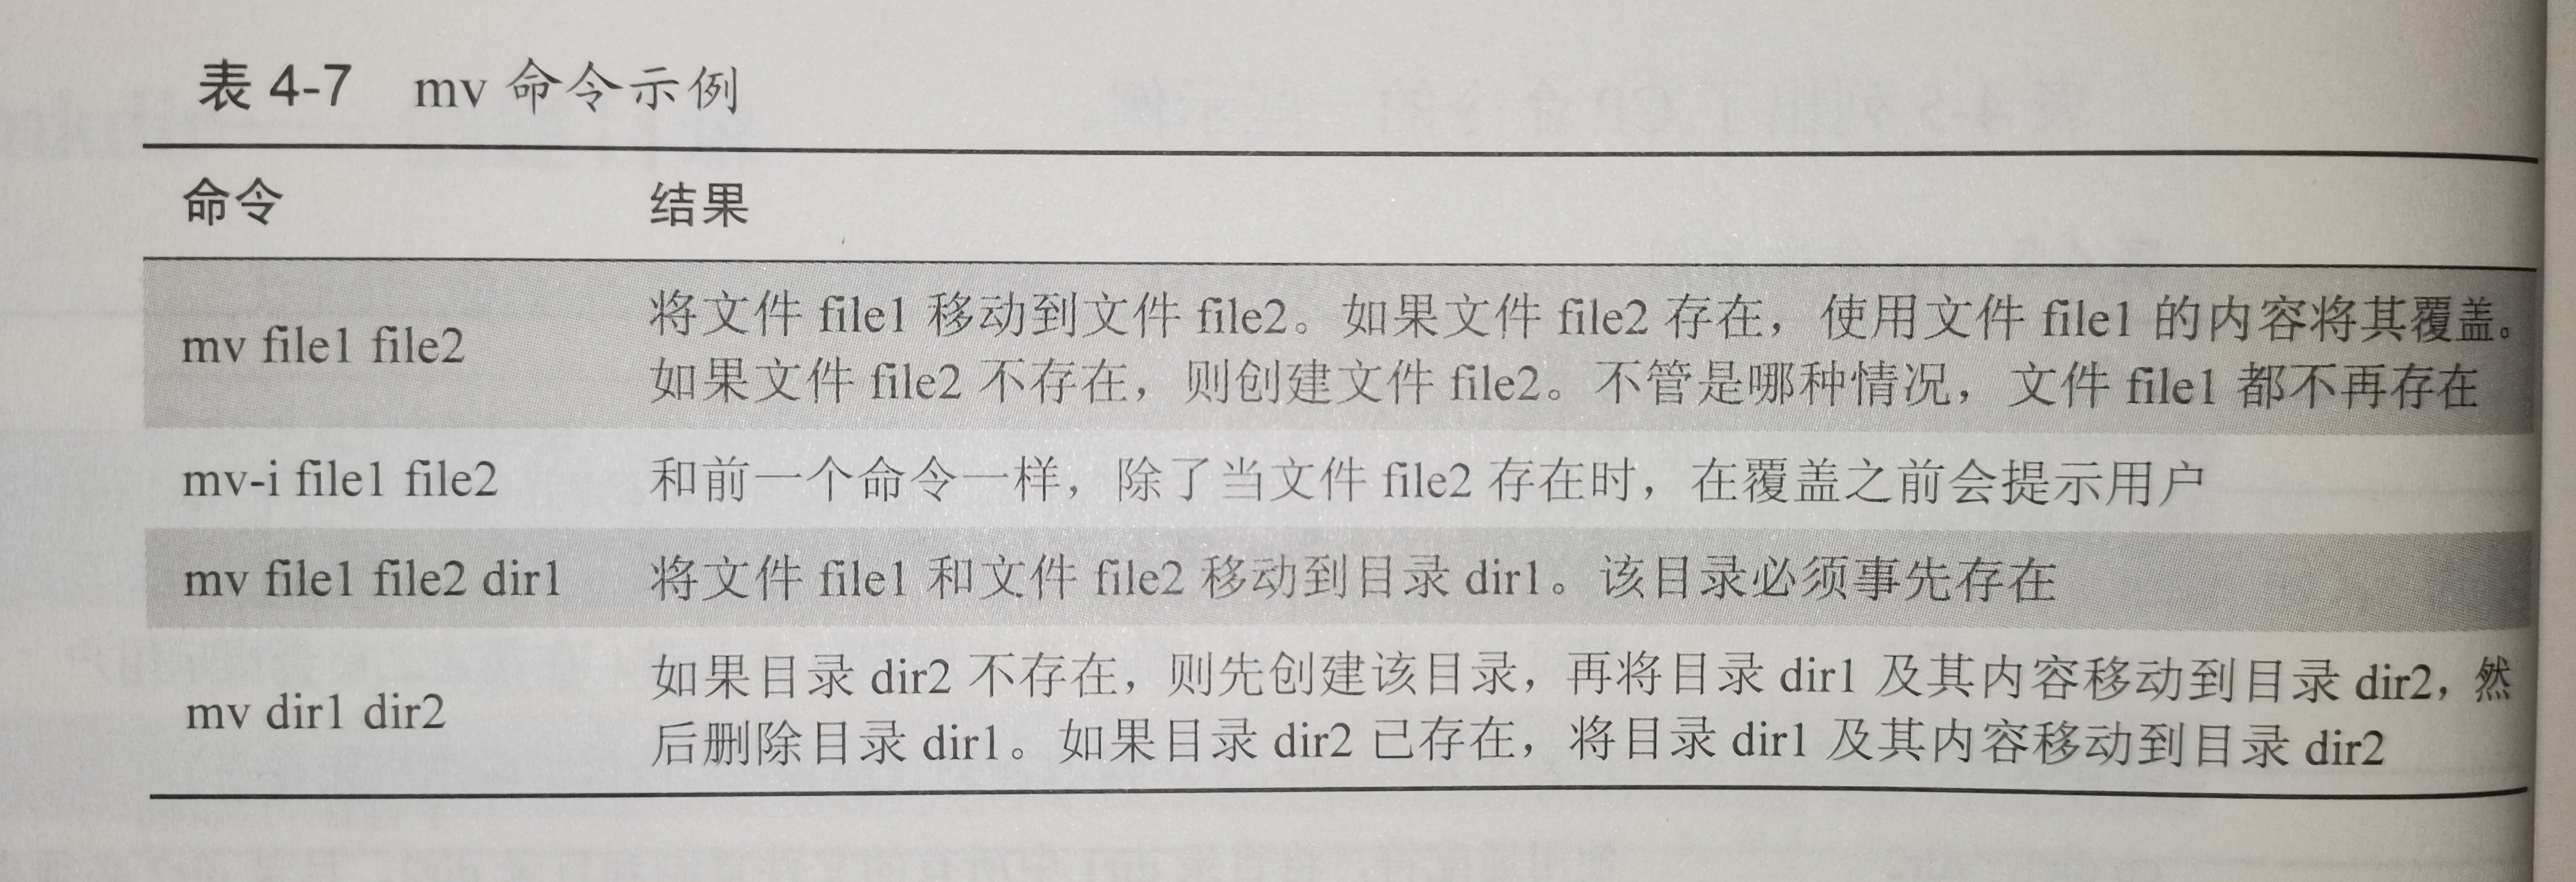 表 4-7 mv 命令示例
命令 结果
mv file1 file2 将文件 file1 移动到文件 file2。如果文件 file2 存在，使用文件 file1 的内容将其覆盖。
如果文件 file2 不存在，则创建文件 file2。不管是哪种情况，文件 file1 都不再存在
mv-i file1 file2 和前一个命令一样，除了当文件 file2 存在时，在覆盖之前会提示用户
mv file1 file2 dir1 将文件 file1 和文件 file2 移动到目录 dir1。该目录必须事先存在
mv dir1 dir2 如果目录 dir2 不存在，则先创建该目录，再将目录 dir1 及其内容移动到目录 dir2，然
后删除目录 dir1。如果目录 dir2 已存在，将目录 dir1 及其内容移动到目录 dir2